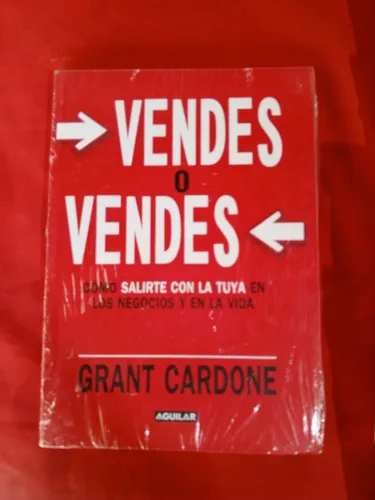 VENDES
O
VENDES
CÓMO SALIRTE CON LA TUYA EN
LOS NEGOCIOS Y EN LA VIDA
GRANT CARDONE
AGUILAR